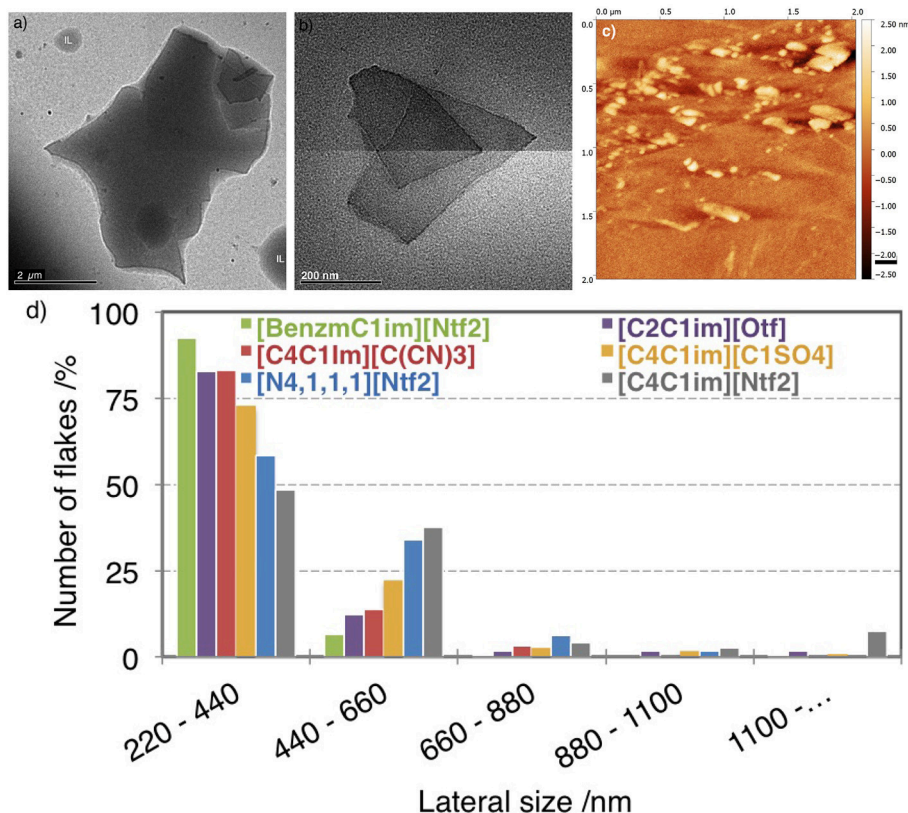 a)
IL
IL
2 μm
b)
200 nm
0.0 μm 0.5 1.0 1.5 2.0
c)
0.5
1.0
1.5
2.0
2.50 nm
2.00
1.50
1.00
0.50
0.00
−0.50
−1.00
−1.50
−2.00
−2.50
d)
100
75
50
25
0
Number of flakes /%
[BenzmC1im][Ntf2]
[C4C1Im][C(CN)3]
[N4,1,1,1][Ntf2]
[C2C1im][Otf]
[C4C1im][C1SO4]
[C4C1im][Ntf2]
220 - 440
440 - 660
660 - 880
880 - 1100
1100 -...
Lateral size /nm